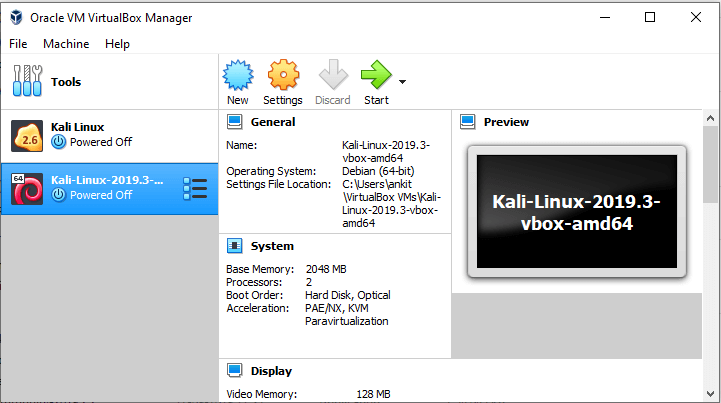 Oracle VM VirtualBox Manager
File Machine Help
Tools
New Settings Discard Start
Kali Linux
Powered Off
2.6
Kali-Linux-2019.3-...
Powered Off
64
General
Name: Kali-Linux-2019.3-
vbox-amd64
Operating System: Debian (64-bit)
Settings File Location: C:\Users\ankit
\VirtualBox VMs\Kali-
Linux-2019.3-vbox-
amd64
System
Base Memory: 2048 MB
Processors: 2
Boot Order: Hard Disk, Optical
Acceleration: PAE/NX, KVM
Paravirtualization
Display
Video Memory: 128 MB
Preview
Kali-Linux-2019.3-
vbox-amd64